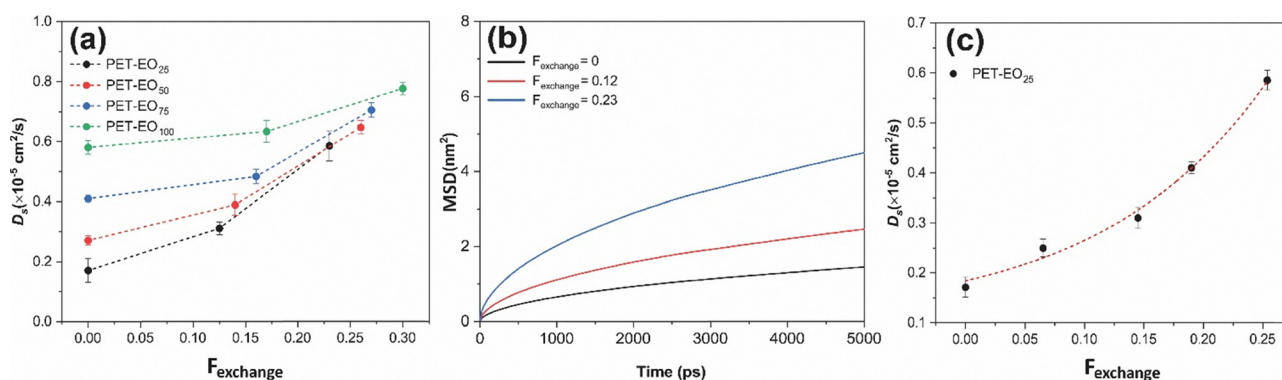 (a)
PET-EO25
PET-EO50
PET-EO75
PET-EO100
Ds(×10-5 cm2/s)
1.0
0.8
0.6
0.4
0.2
0.0
0.00 0.05 0.10 0.15 0.20 0.25 0.30
Fexchange
(b)
Fexchange = 0
Fexchange = 0.12
Fexchange = 0.23
MSD(nm2)
8
6
4
2
0
0 1000 2000 3000 4000 5000
Time (ps)
(c)
PET-EO25
Ds(×10-5 cm2/s)
0.7
0.6
0.5
0.4
0.3
0.2
0.1
0.00 0.05 0.10 0.15 0.20 0.25
Fexchange